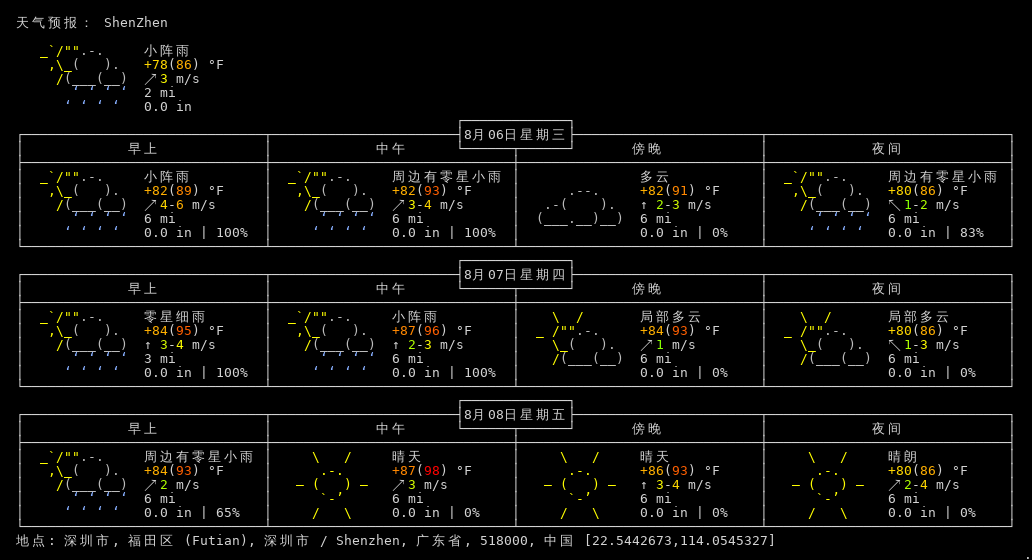 天气预报： ShenZhen
小阵雨
+78(86) °F
↗3 m/s
2 mi
0.0 in
8月06日星期三
早上 中午 傍晚 夜间
小阵雨 周边有零星小雨 多云 周边有零星小雨
+82(89) °F +82(93) °F +82(91) °F +80(86) °F
↗4-6 m/s ↗3-4 m/s ↑ 2-3 m/s ↖1-2 m/s
6 mi 6 mi 6 mi 6 mi
0.0 in | 100% 0.0 in | 100% 0.0 in | 0% 0.0 in | 83%
8月07日星期四
早上 中午 傍晚 夜间
零星细雨 小阵雨 局部多云 局部多云
+84(95) °F +87(96) °F +84(93) °F +80(86) °F
↑ 3-4 m/s ↑ 2-3 m/s ↗1 m/s ↖1-3 m/s
3 mi 6 mi 6 mi 6 mi
0.0 in | 100% 0.0 in | 100% 0.0 in | 0% 0.0 in | 0%
8月08日星期五
早上 中午 傍晚 夜间
周边有零星小雨 晴天 晴天 晴朗
+84(93) °F +87(98) °F +86(93) °F +80(86) °F
↗2 m/s ↗3 m/s ↑ 3-4 m/s ↗2-4 m/s
6 mi 6 mi 6 mi 6 mi
0.0 in | 65% 0.0 in | 0% 0.0 in | 0% 0.0 in | 0%
地点: 深圳市, 福田区 (Futian), 深圳市 / Shenzhen, 广东省, 518000, 中国 [22.5442673,114.0545327]